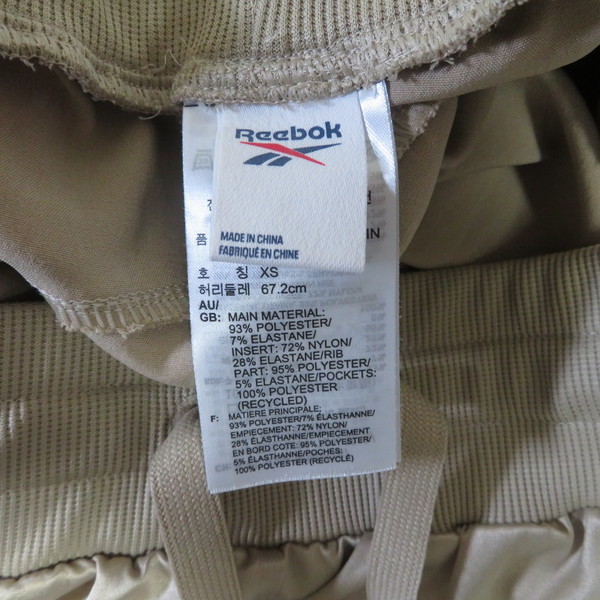 Reebok
MADE IN CHINA
FABRIQUÉ EN CHINE
품
호 칭 XS
허리둘레 67.2cm
AU/
GB: MAIN MATERIAL:
93% POLYESTER/
7% ELASTANE/
INSERT: 72% NYLON/
28% ELASTANE/RIB
PART: 95% POLYESTER/
5% ELASTANE/POCKETS:
100% POLYESTER
(RECYCLED)
F: MATIERE PRINCIPALE:
93% POLYESTER/7% ÉLASTHANNE/
EMPIECEMENT: 72% NYLON/
28% ÉLASTHANNE/EMPIECEMENT
EN BORD COTE: 95% POLYESTER/
5% ÉLASTHANNE/POCHES:
100% POLYESTER (RECYCLÉ)